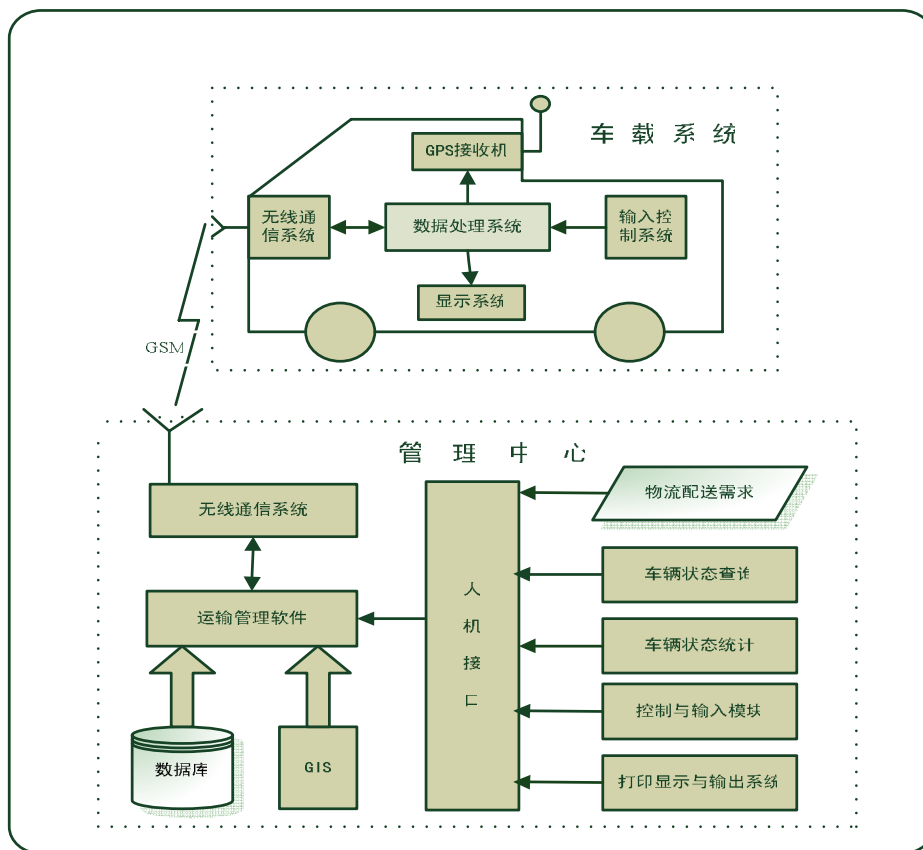 车载系统
GPS接收机
无线通
信系统
数据处理系统
输入控
制系统
显示系统
GSM
管理中心
无线通信系统
物流配送需求
人
机
接
口
车辆状态查询
运输管理软件
车辆状态统计
控制与输入模块
数据库
GIS
打印显示与输出系统